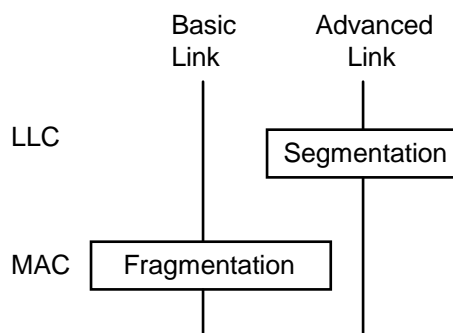 Basic
Link
Advanced
Link
LLC
Segmentation
MAC
Fragmentation